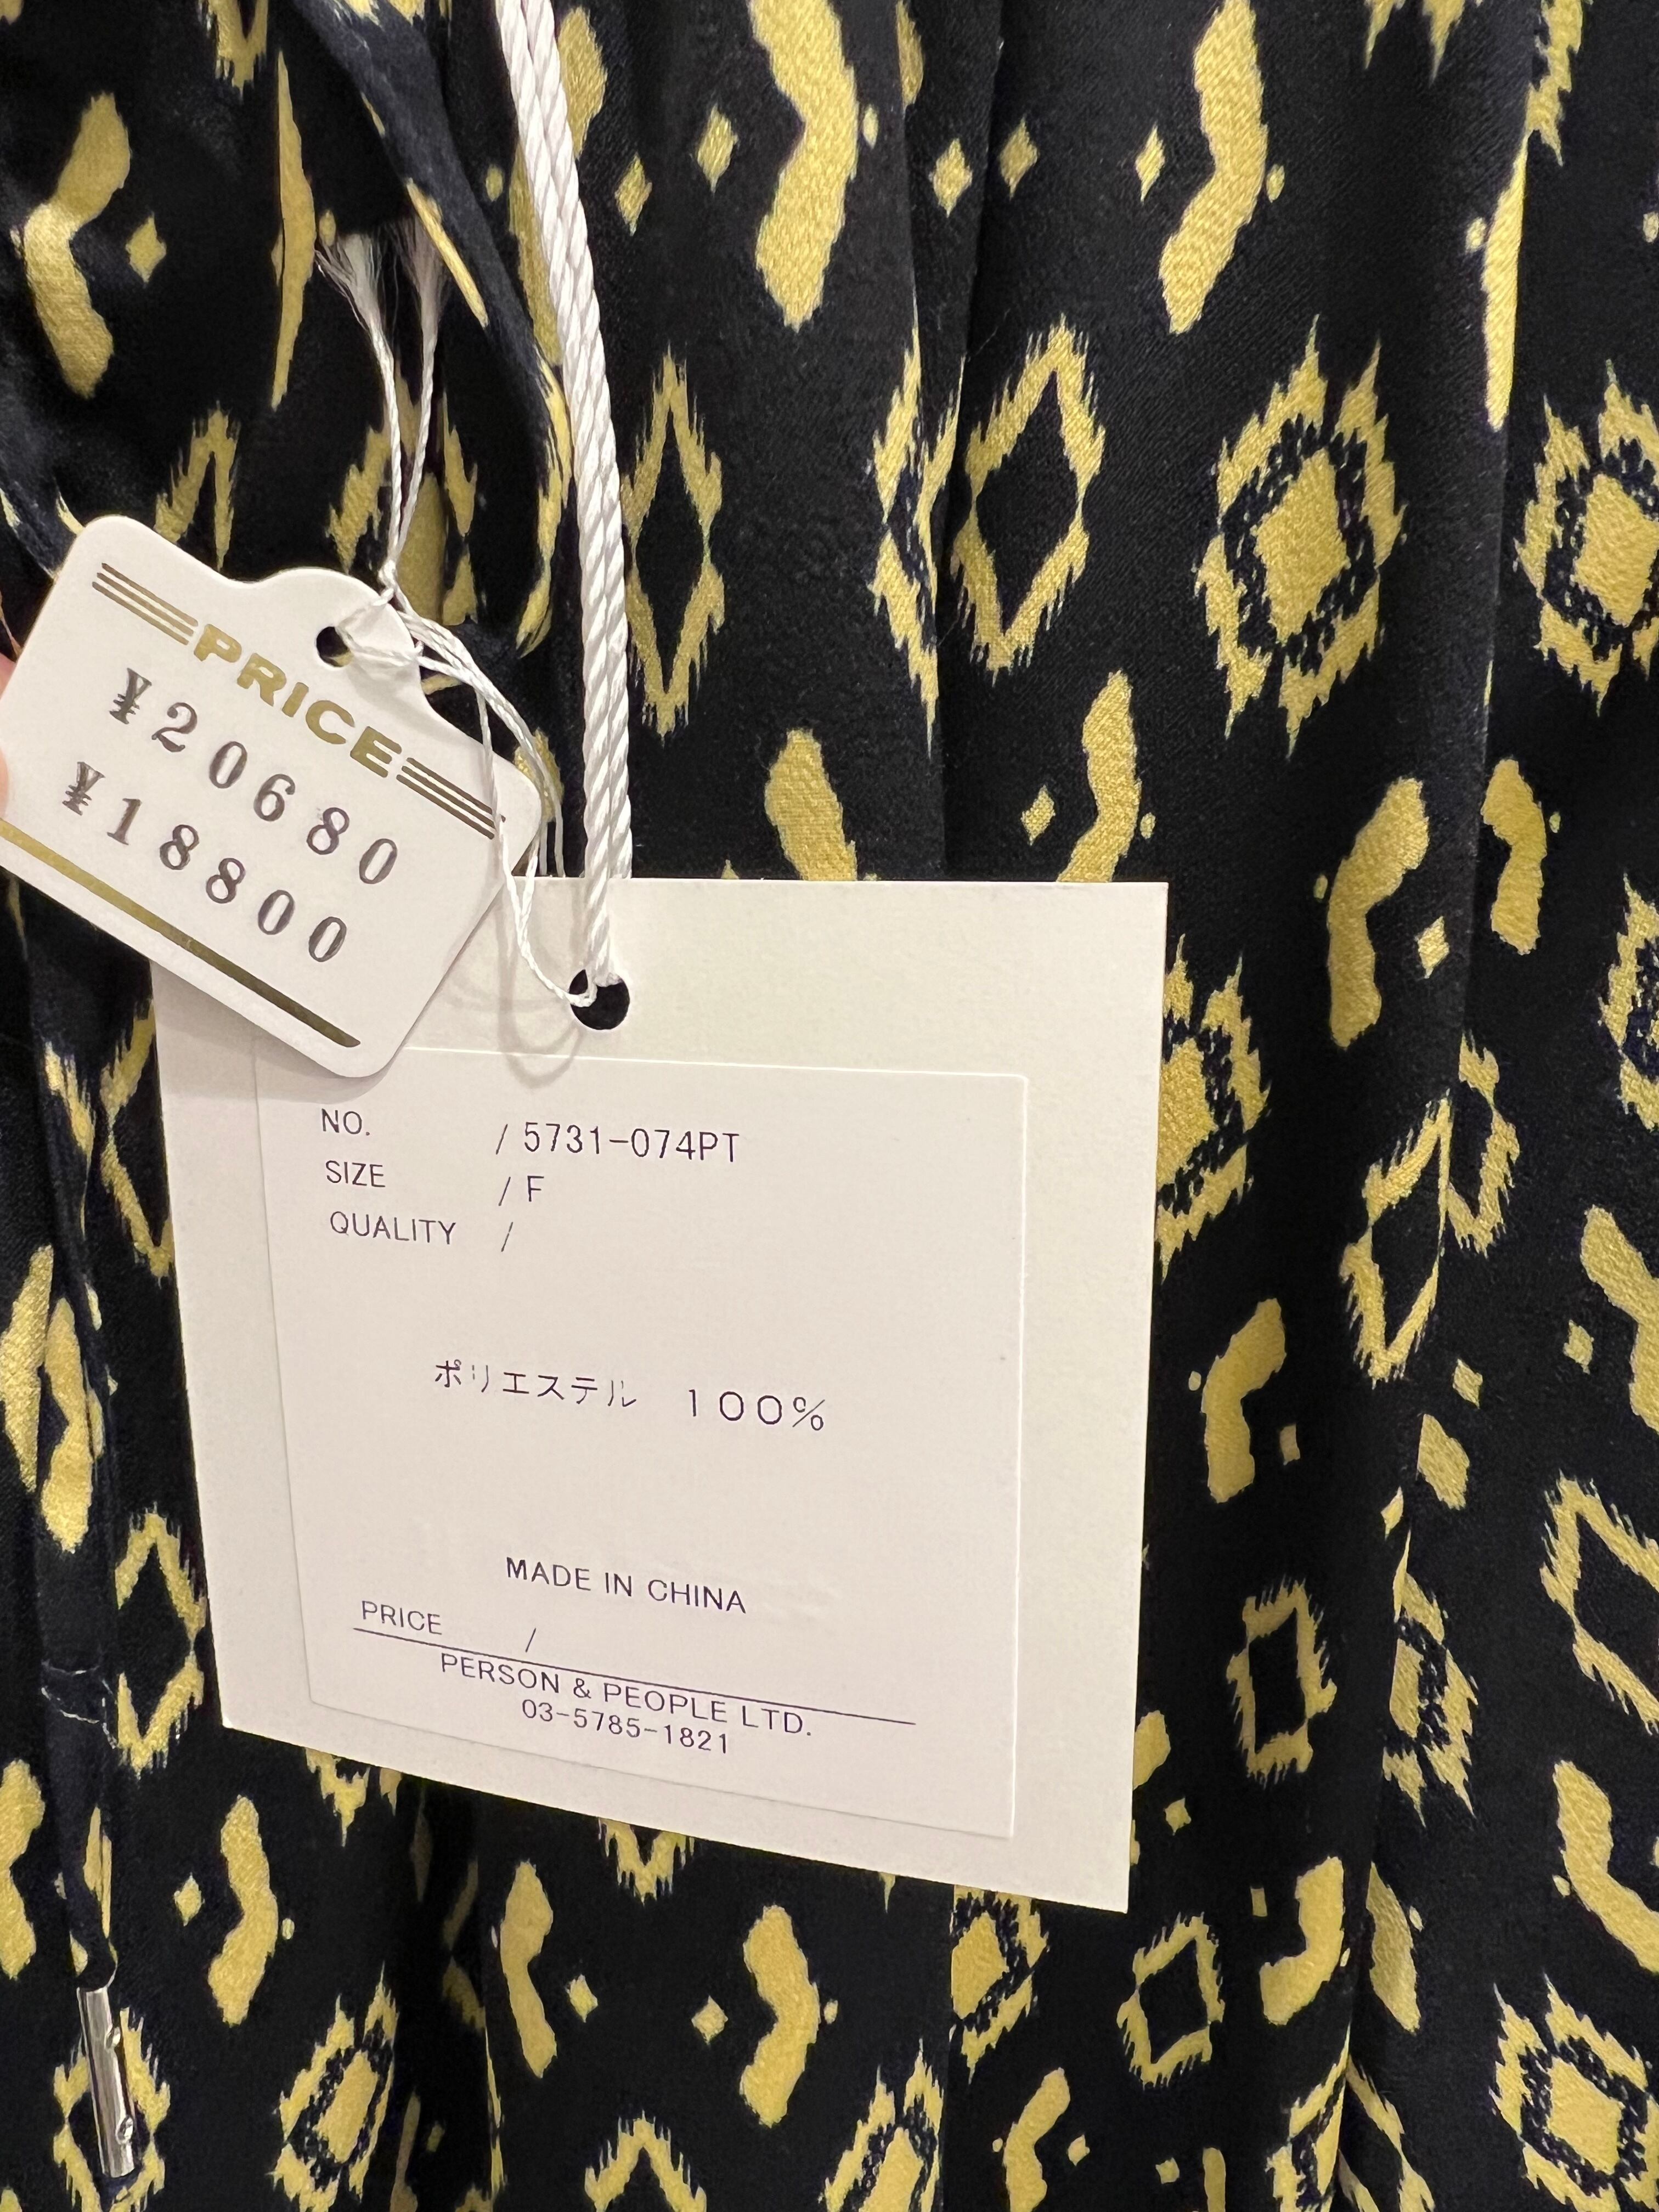 PRICE
¥20680
¥18800
NO. / 5731-074PT
SIZE / F
QUALITY /
ポリエステル 100%
MADE IN CHINA
PRICE /
PERSON & PEOPLE LTD.
03-5785-1821